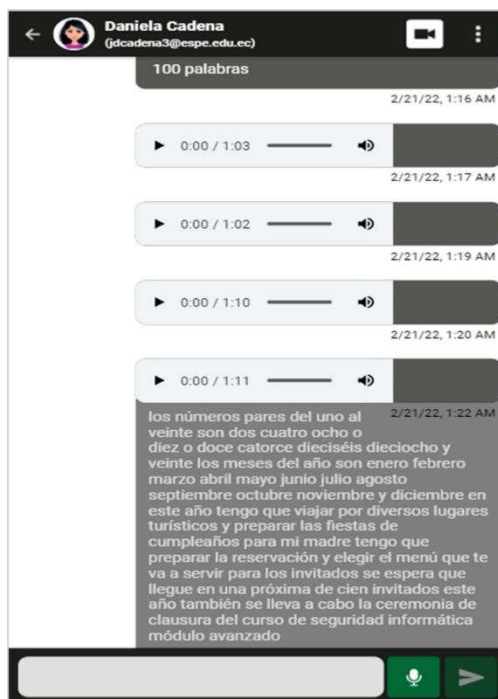 Daniela Cadena
(jdcadena3@espe.edu.ec)
100 palabras
2/21/22, 1:16 AM
0:00 / 1:03
2/21/22, 1:17 AM
0:00 / 1:02
2/21/22, 1:19 AM
0:00 / 1:10
2/21/22, 1:20 AM
0:00 / 1:11
2/21/22, 1:22 AM
los números pares del uno al
veinte son dos cuatro ocho o
diez o doce catorce dieciséis dieciocho y
veinte los meses del año son enero febrero
marzo abril mayo junio julio agosto
septiembre octubre noviembre y diciembre en
este año tengo que viajar por diversos lugares
turísticos y preparar las fiestas de
cumpleaños para mi madre tengo que
preparar la reservación y elegir el menú que te
va a servir para los invitados se espera que
llegue en una próxima de cien invitados este
año también se lleva a cabo la ceremonia de
clausura del curso de seguridad informática
módulo avanzado